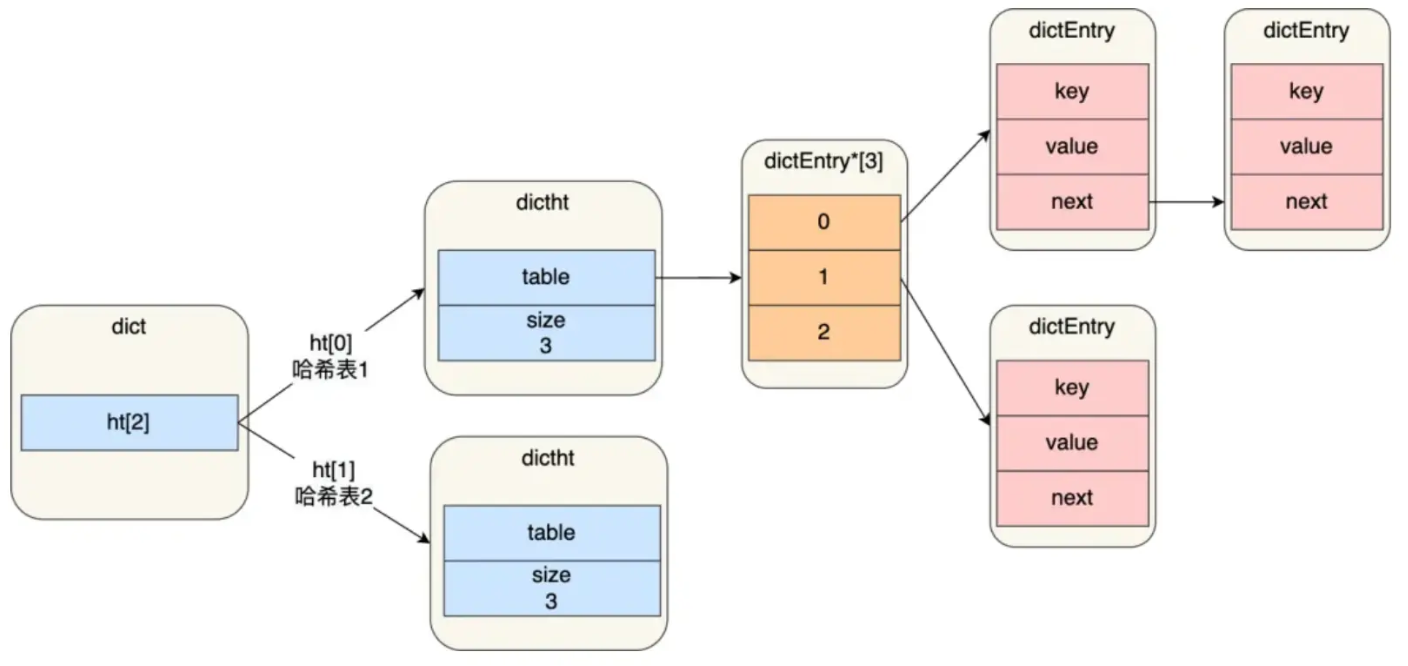 dict
ht[2]
ht[0]
哈希表1
ht[1]
哈希表2
dictht
table
size
3
dictht
table
size
3
dictEntry*[3]
0
1
2
dictEntry
key
value
next
dictEntry
key
value
next
dictEntry
key
value
next